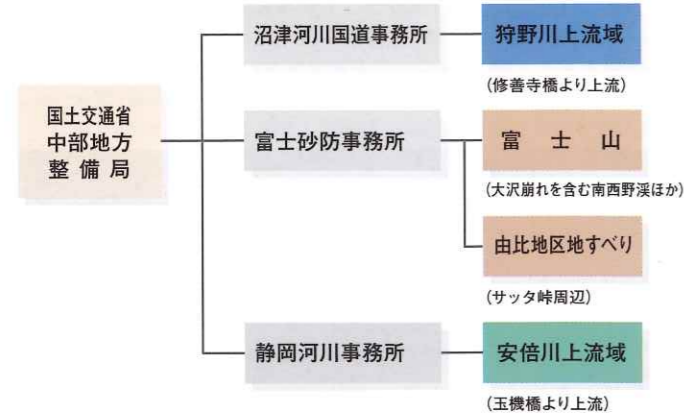 国土交通省
中部地方
整備局
沼津河川国道事務所
狩野川上流域
(修善寺橋より上流)
富士砂防事務所
富士山
(大沢崩れを含む南西野渓ほか)
由比地区地すべり
(サッタ峠周辺)
静岡河川事務所
安倍川上流域
(玉機橋より上流)